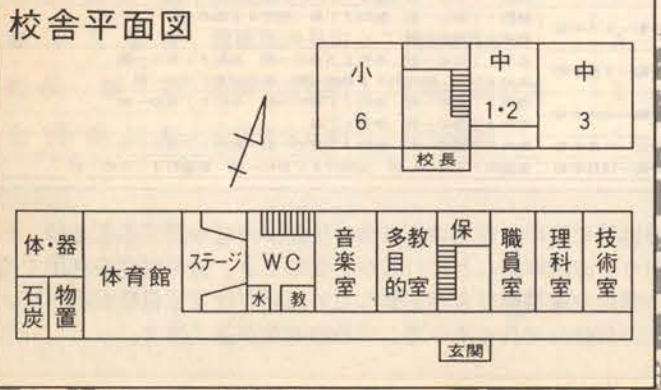 校舎平面図
小
6
中
1・2
中
3
校長
体・器
石炭
物置
体育館
ステージ
WC
水
教
音楽室
多目的教室
保
職員室
理科室
技術室
玄関